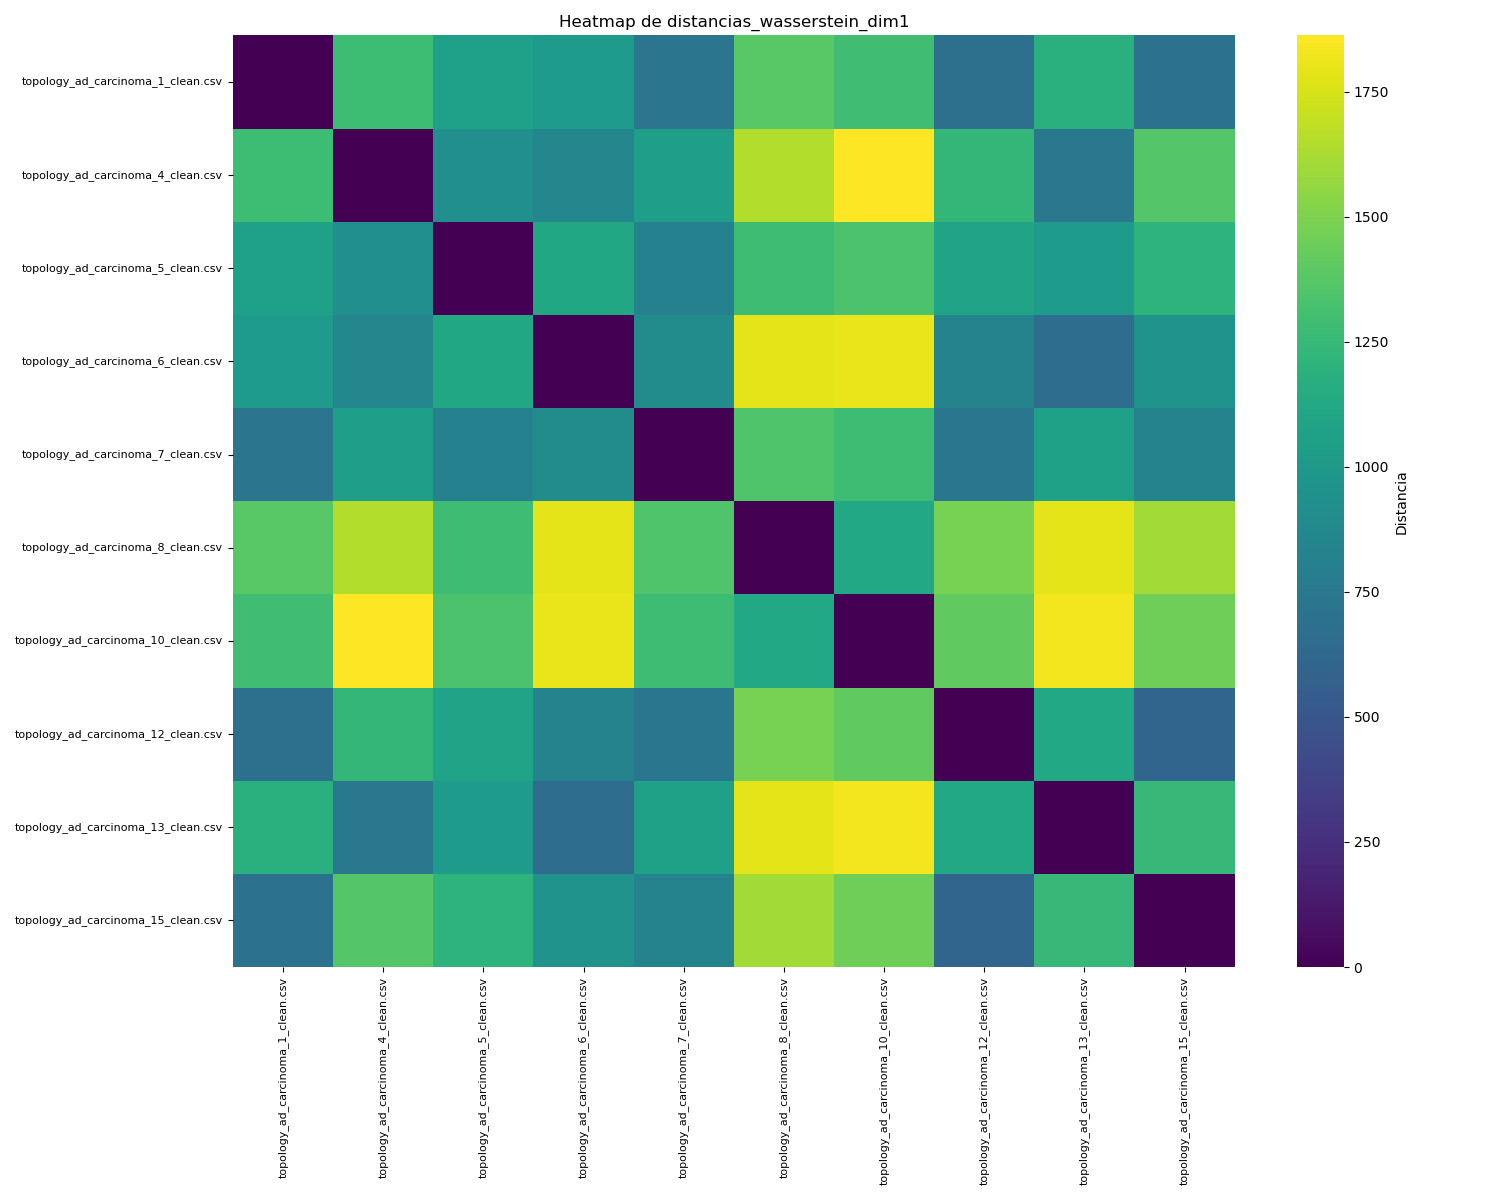 Heatmap de distancias_wasserstein_dim1
topology_ad_carcinoma_1_clean.csv
topology_ad_carcinoma_4_clean.csv
topology_ad_carcinoma_5_clean.csv
topology_ad_carcinoma_6_clean.csv
topology_ad_carcinoma_7_clean.csv
topology_ad_carcinoma_8_clean.csv
topology_ad_carcinoma_10_clean.csv
topology_ad_carcinoma_12_clean.csv
topology_ad_carcinoma_13_clean.csv
topology_ad_carcinoma_15_clean.csv
topology_ad_carcinoma_1_clean.csv
topology_ad_carcinoma_4_clean.csv
topology_ad_carcinoma_5_clean.csv
topology_ad_carcinoma_6_clean.csv
topology_ad_carcinoma_7_clean.csv
topology_ad_carcinoma_8_clean.csv
topology_ad_carcinoma_10_clean.csv
topology_ad_carcinoma_12_clean.csv
topology_ad_carcinoma_13_clean.csv
topology_ad_carcinoma_15_clean.csv
1750
1500
1250
1000
750
500
250
0
Distancia